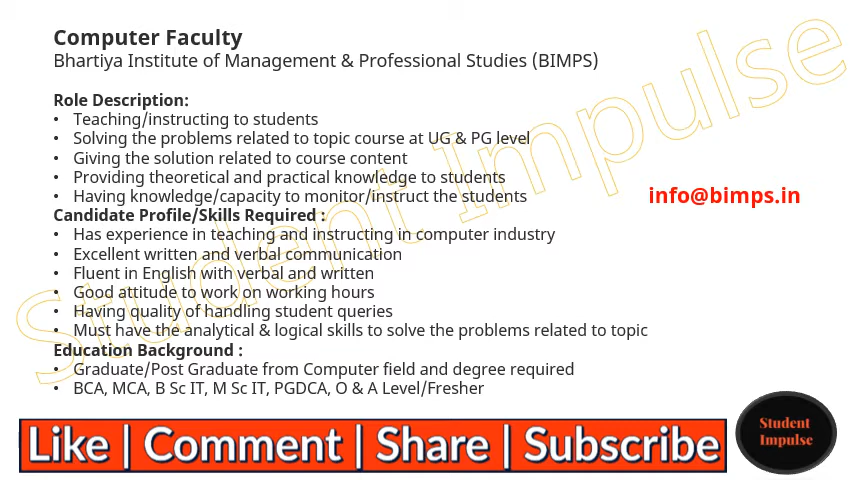 Computer Faculty
Bhartiya Institute of Management & Professional Studies (BIMPS)
Role Description:
• Teaching/instructing to students
• Solving the problems related to topic course at UG & PG level
• Giving the solution related to course content
• Providing theoretical and practical knowledge to students
• Having knowledge/capacity to monitor/instruct the students
info@bimps.in
Candidate Profile/Skills Required :
• Has experience in teaching and instructing in computer industry
• Excellent written and verbal communication
• Fluent in English with verbal and written
• Good attitude to work on working hours
• Having quality of handling student queries
• Must have the analytical & logical skills to solve the problems related to topic
Education Background :
• Graduate/Post Graduate from Computer field and degree required
• BCA, MCA, B Sc IT, M Sc IT, PGDCA, O & A Level/Fresher
Student Impulse
Like | Comment | Share | Subscribe
Student
Impulse